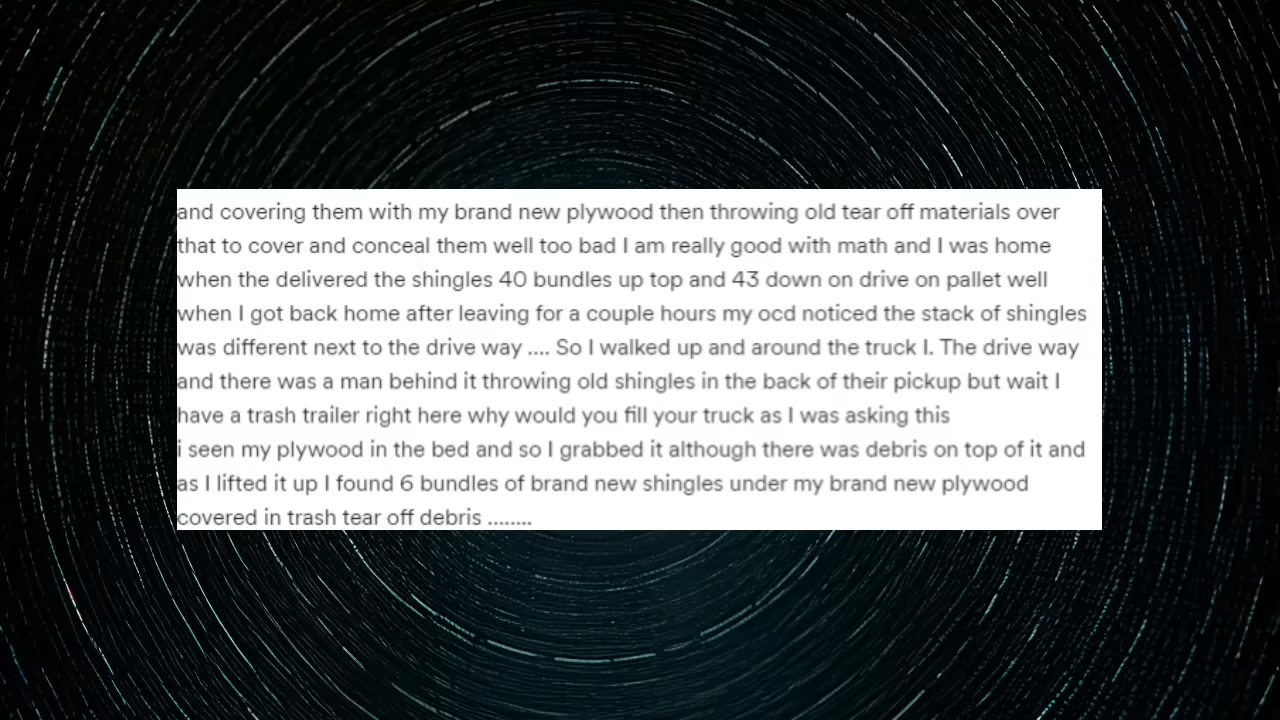 and covering them with my brand new plywood then throwing old tear off materials over
that to cover and conceal them well too bad I am really good with math and I was home
when the delivered the shingles 40 bundles up top and 43 down on drive on pallet well
when I got back home after leaving for a couple hours my ocd noticed the stack of shingles
was different next to the drive way .... So I walked up and around the truck I. The drive way
and there was a man behind it throwing old shingles in the back of their pickup but wait I
have a trash trailer right here why would you fill your truck as I was asking this
i seen my plywood in the bed and so I grabbed it although there was debris on top of it and
as I lifted it up I found 6 bundles of brand new shingles under my brand new plywood
covered in trash tear off debris ........